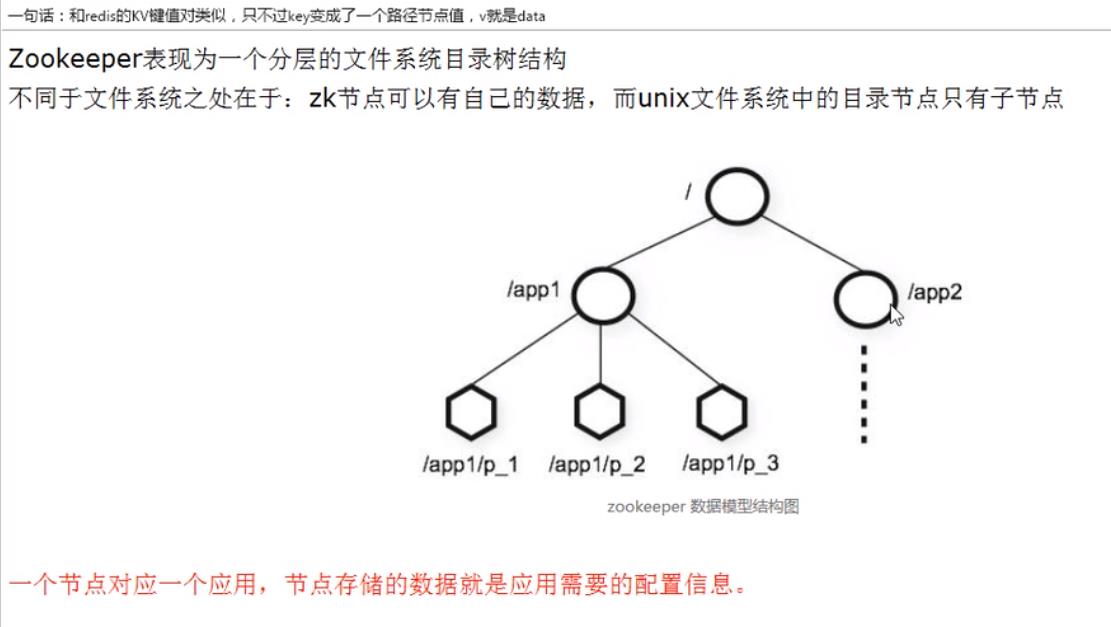 一句话：和redis的KV键值对类似，只不过key变成了一个路径节点值，v就是data
Zookeeper表现为一个分层的文件系统目录树结构
不同于文件系统之处在于：zk节点可以有自己的数据，而unix文件系统中的目录节点只有子节点
/
/app1
/app2
/app1/p_1
/app1/p_2
/app1/p_3
zookeeper 数据模型结构图
一个节点对应一个应用，节点存储的数据就是应用需要的配置信息。